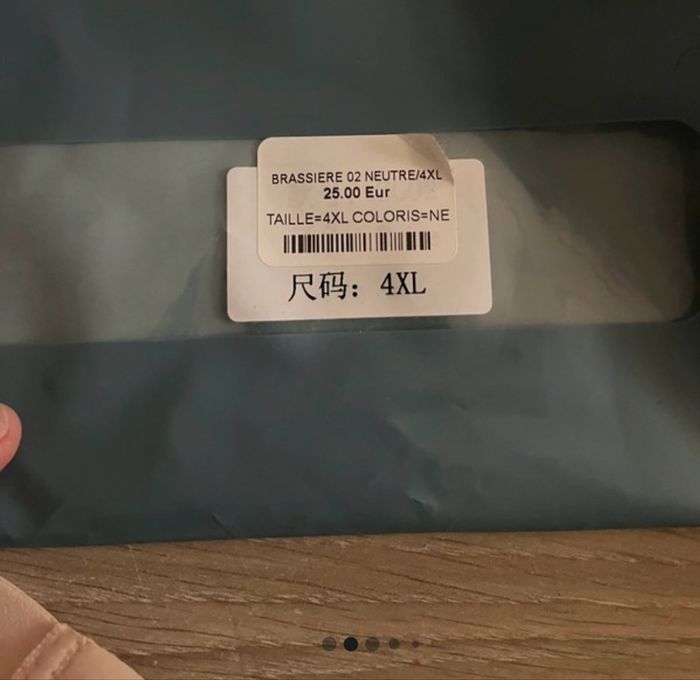 BRASSIERE 02 NEUTRE/4XL
25.00 Eur
TAILLE=4XL COLORIS=NE
尺码：4XL